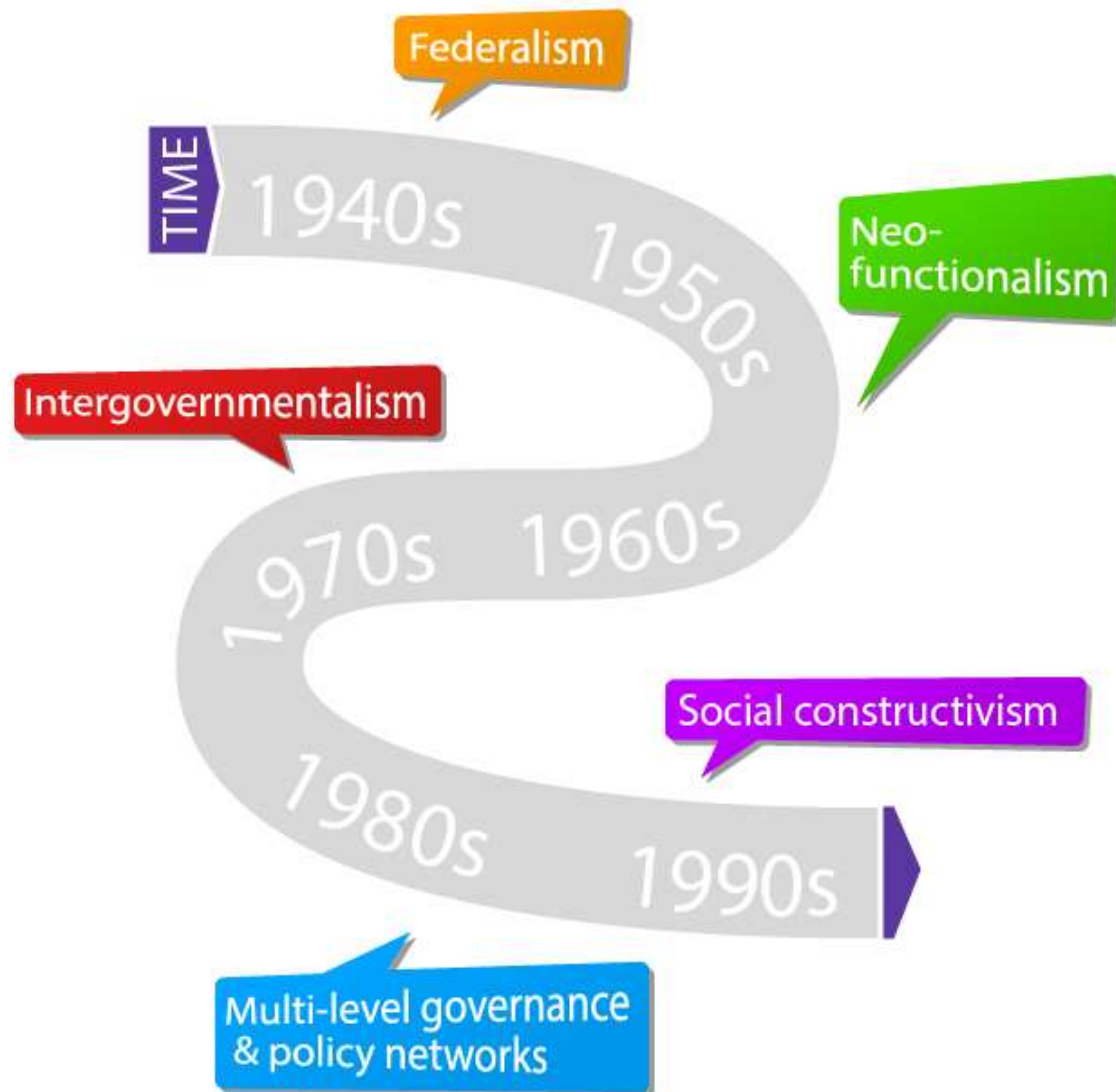 Federalism
TIME
1940s
1950s
Neo-
functionalism
Intergovernmentalism
1960s
1970s
Social constructivism
1980s
1990s
Multi-level governance
& policy networks